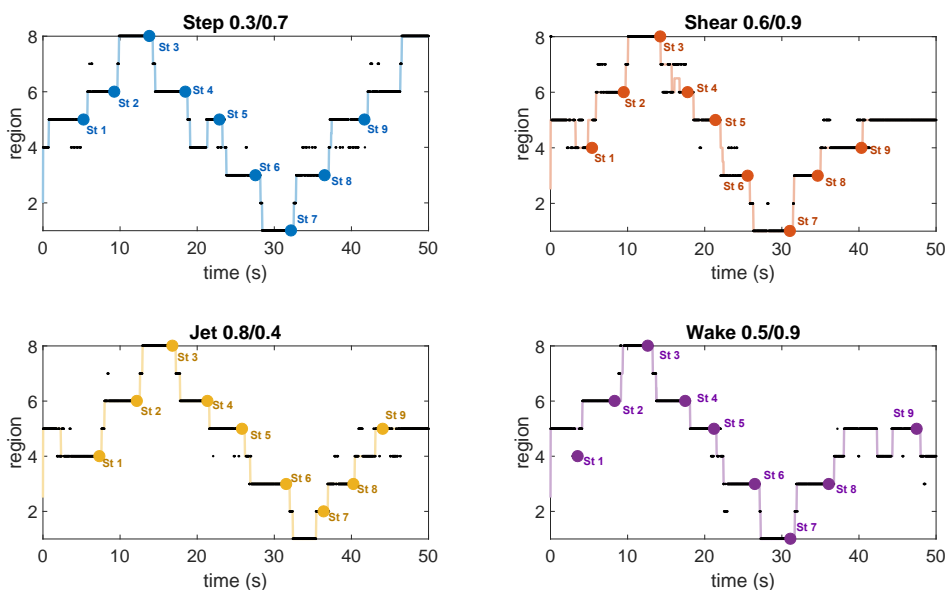 Step 0.3/0.7
8
6
4
2
region
0
10
20
30
40
50
time (s)
St 1
St 2
St 3
St 4
St 5
St 6
St 7
St 8
St 9
Shear 0.6/0.9
8
6
4
2
region
0
10
20
30
40
50
time (s)
St 1
St 2
St 3
St 4
St 5
St 6
St 7
St 8
St 9
Jet 0.8/0.4
8
6
4
2
region
0
10
20
30
40
50
time (s)
St 1
St 2
St 3
St 4
St 5
St 6
St 7
St 8
St 9
Wake 0.5/0.9
8
6
4
2
region
0
10
20
30
40
50
time (s)
St 1
St 2
St 3
St 4
St 5
St 6
St 7
St 8
St 9